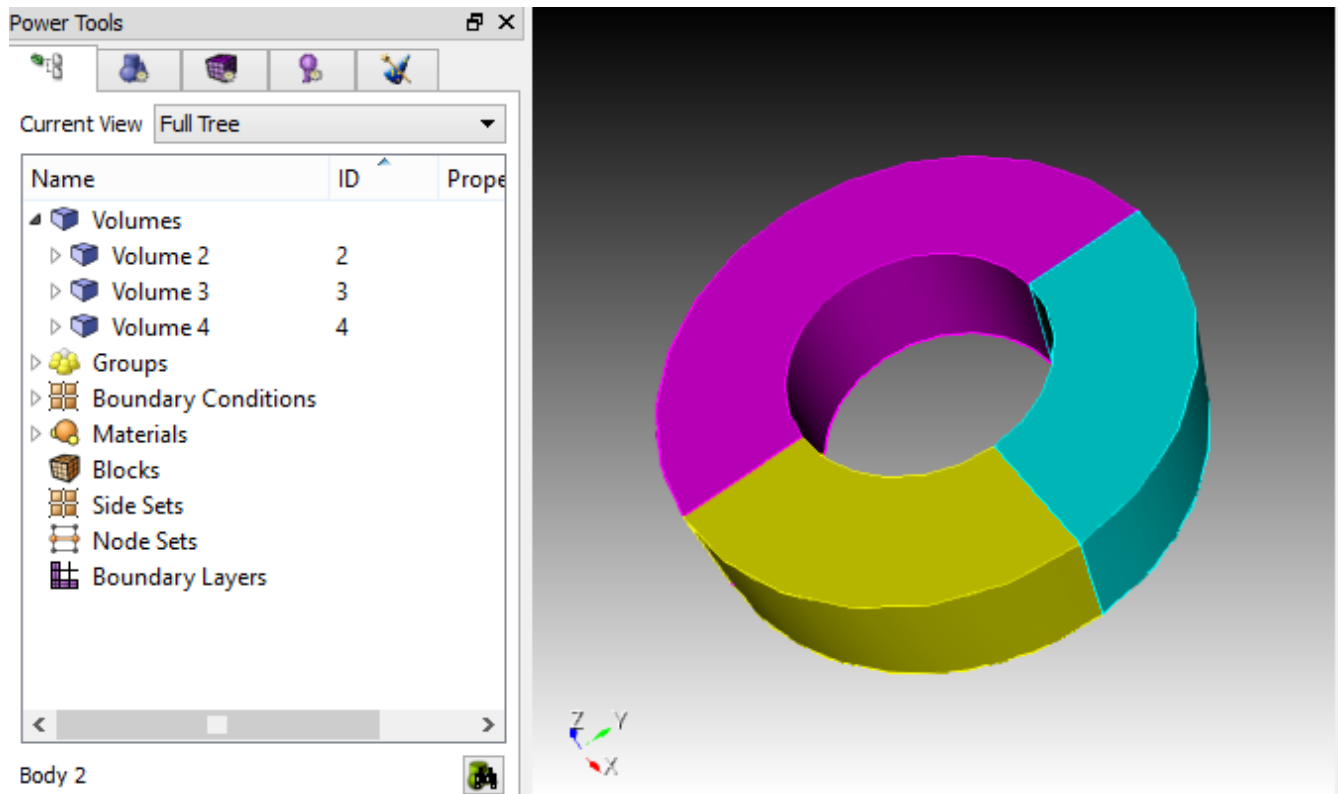 Power Tools
Current View Full Tree
Name ID Prope
Volumes
Volume 2 2
Volume 3 3
Volume 4 4
Groups
Boundary Conditions
Materials
Blocks
Side Sets
Node Sets
Boundary Layers
Z Y
X
Body 2